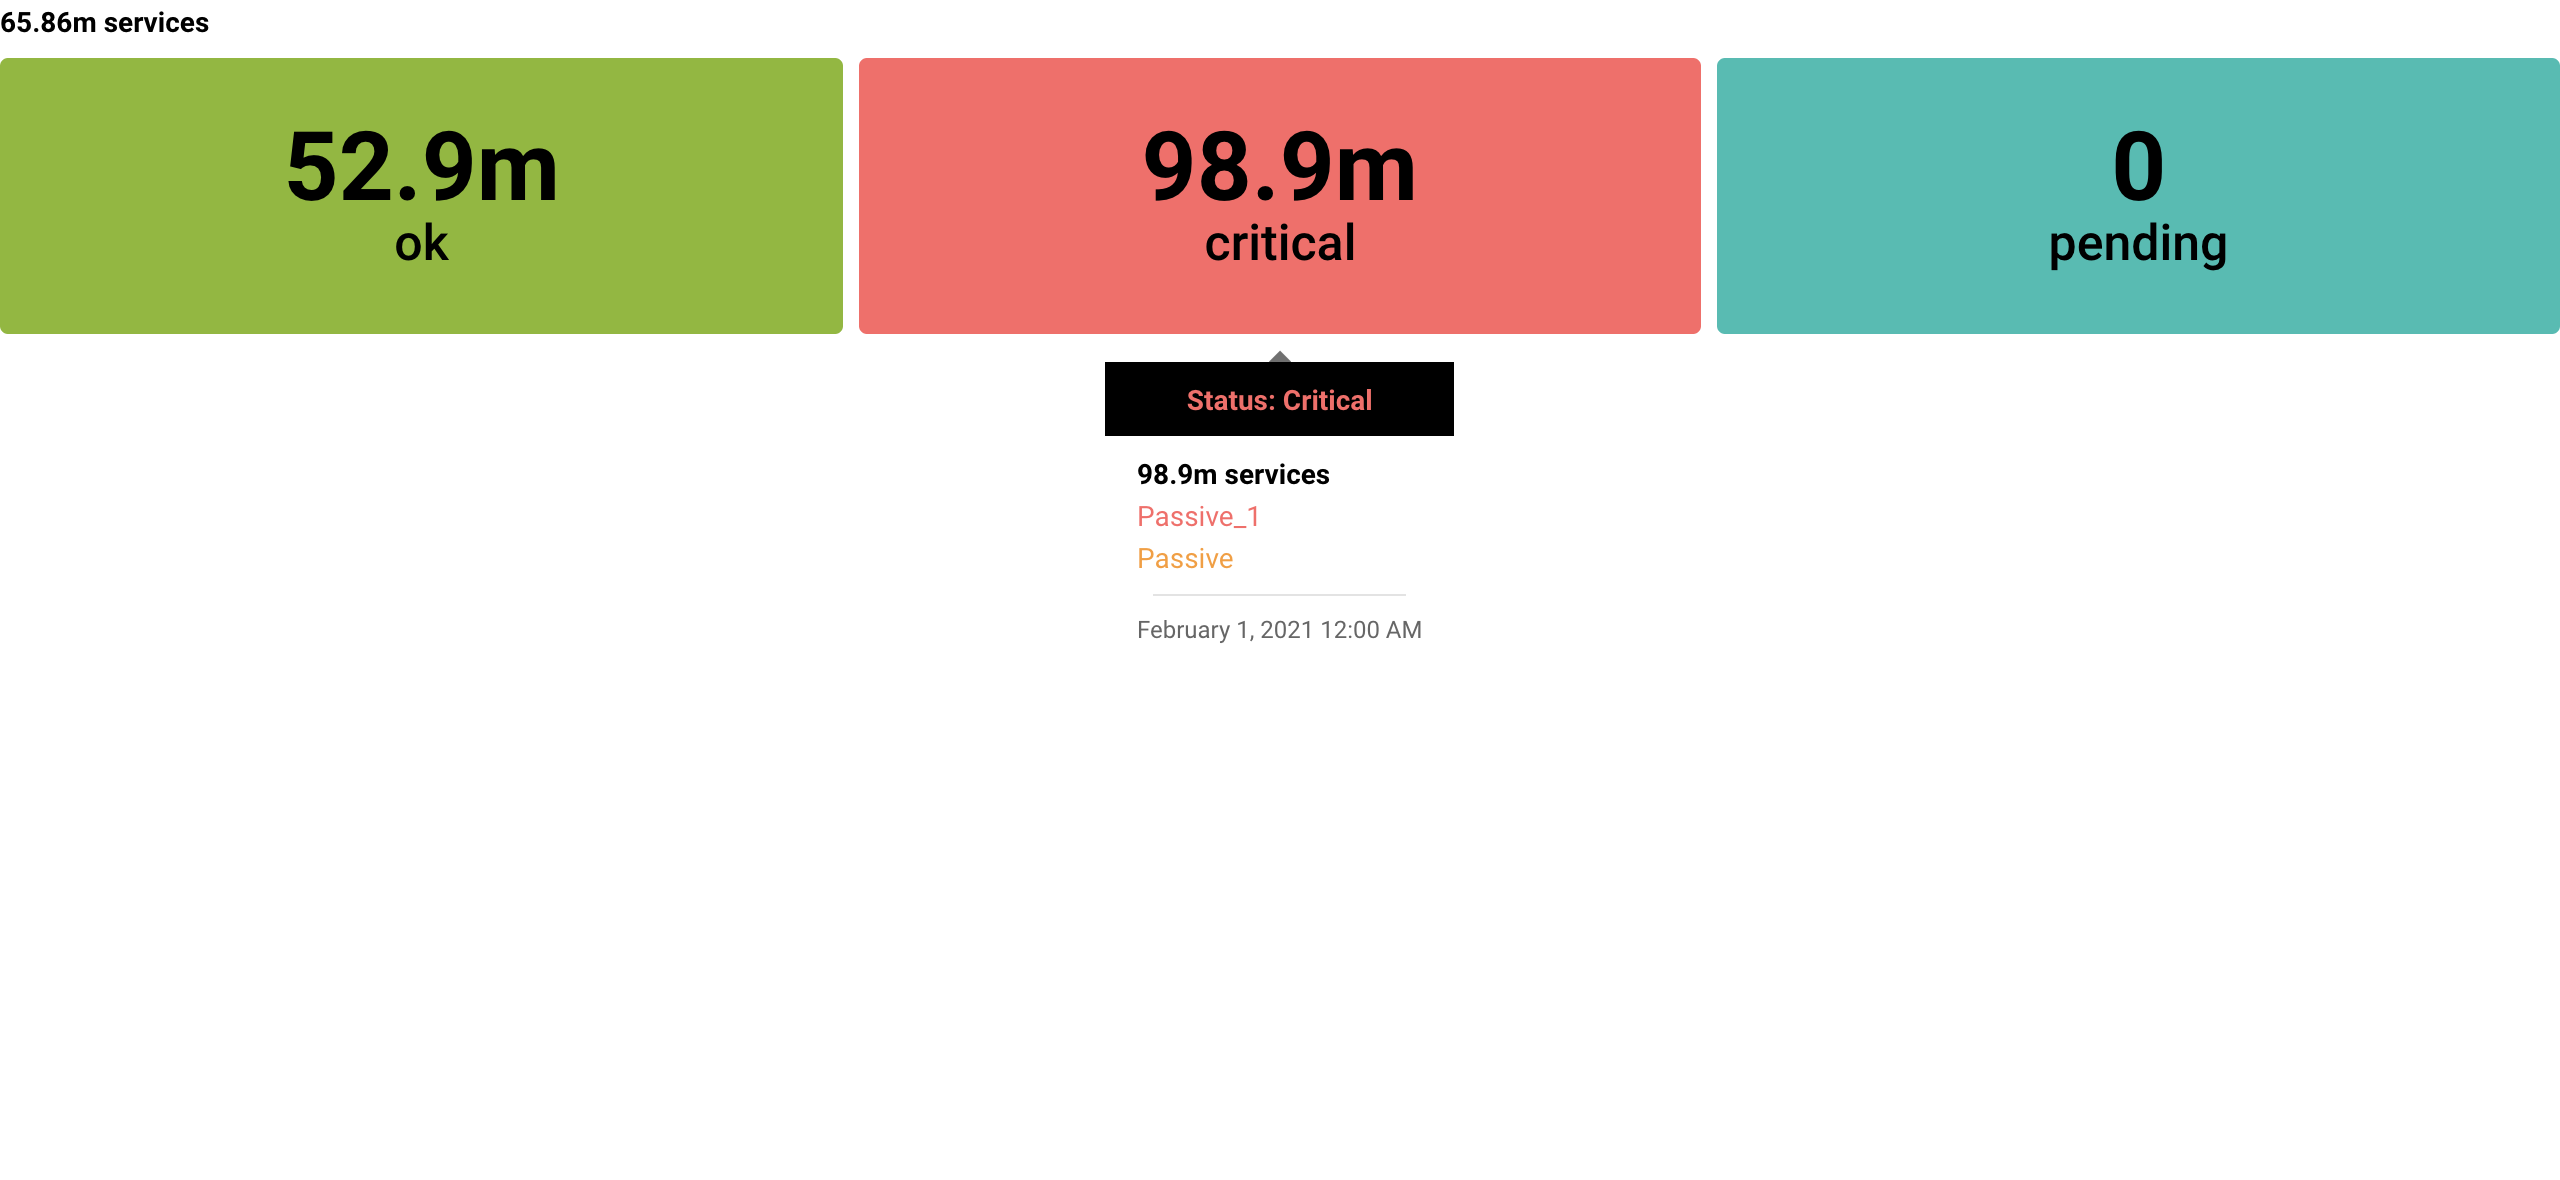 65.86m services
52.9m
ok
98.9m
critical
0
pending
Status: Critical
98.9m services
Passive_1
Passive
February 1, 2021 12:00 AM